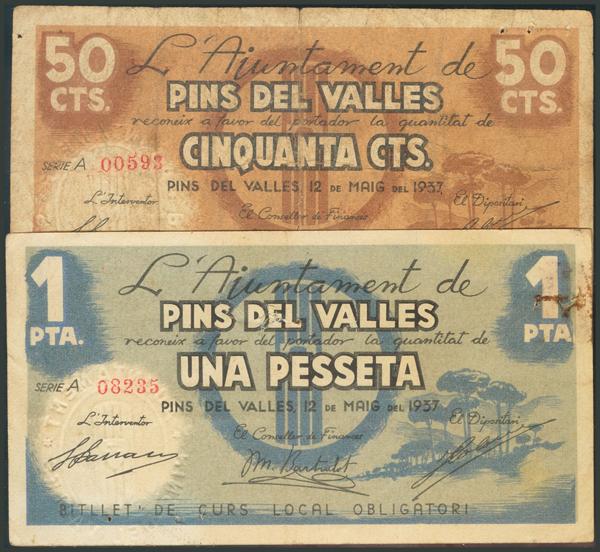 50 CTS.
L'Ajuntament de
50 CTS.
PINS DEL VALLES
reconeix a favor del portador la quantitat de
CINQUANTA CTS.
SERIE A 00593
PINS DEL VALLES, 12 DE MAIG DEL 1937
L'Interventor
El Dipositari
El Conseller de Finances
1 PTA.
L'Ajuntament de
1 PTA
PINS DEL VALLES
reconeix a favor del portador la quantitat de
UNA PESSETA
SERIE A 08235
PINS DEL VALLES, 12 DE MAIG DEL 1937
L'Interventor
El Dipositari
El Conseller de Finances
BITLLET DE CURS LOCAL OBLIGATORI